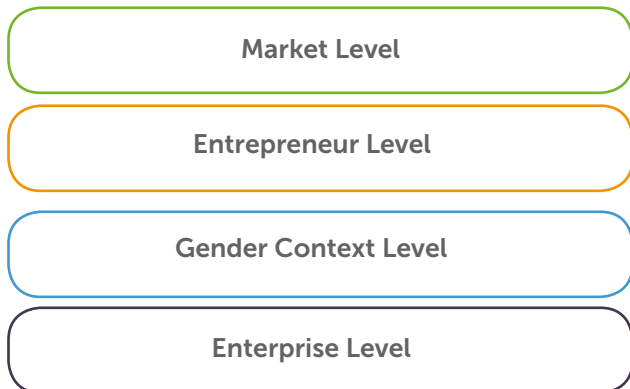 Market Level
Entrepreneur Level
Gender Context Level
Enterprise Level